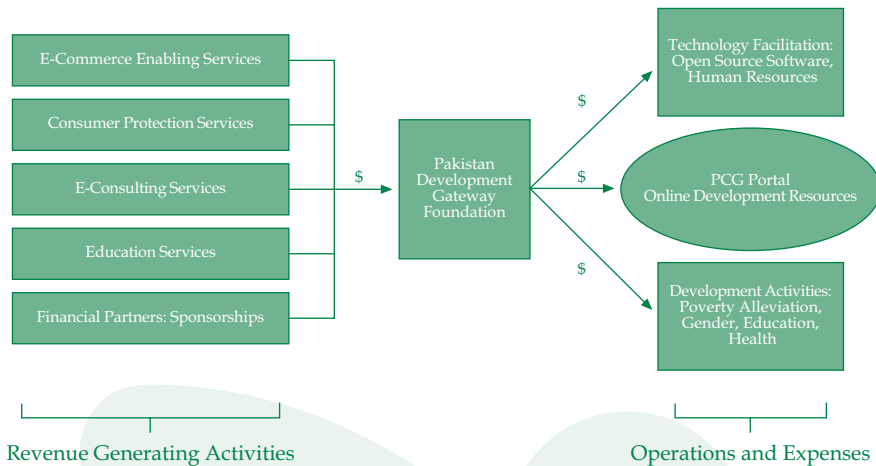 E-Commerce Enabling Services
Consumer Protection Services
E-Consulting Services
Education Services
Financial Partners: Sponsorships
$
Pakistan
Development
Gateway
Foundation
$
$
$
Technology Facilitation:
Open Source Software,
Human Resources
PCG Portal
Online Development Resources
Development Activities:
Poverty Alleviation,
Gender, Education,
Health
Revenue Generating Activities
Operations and Expenses